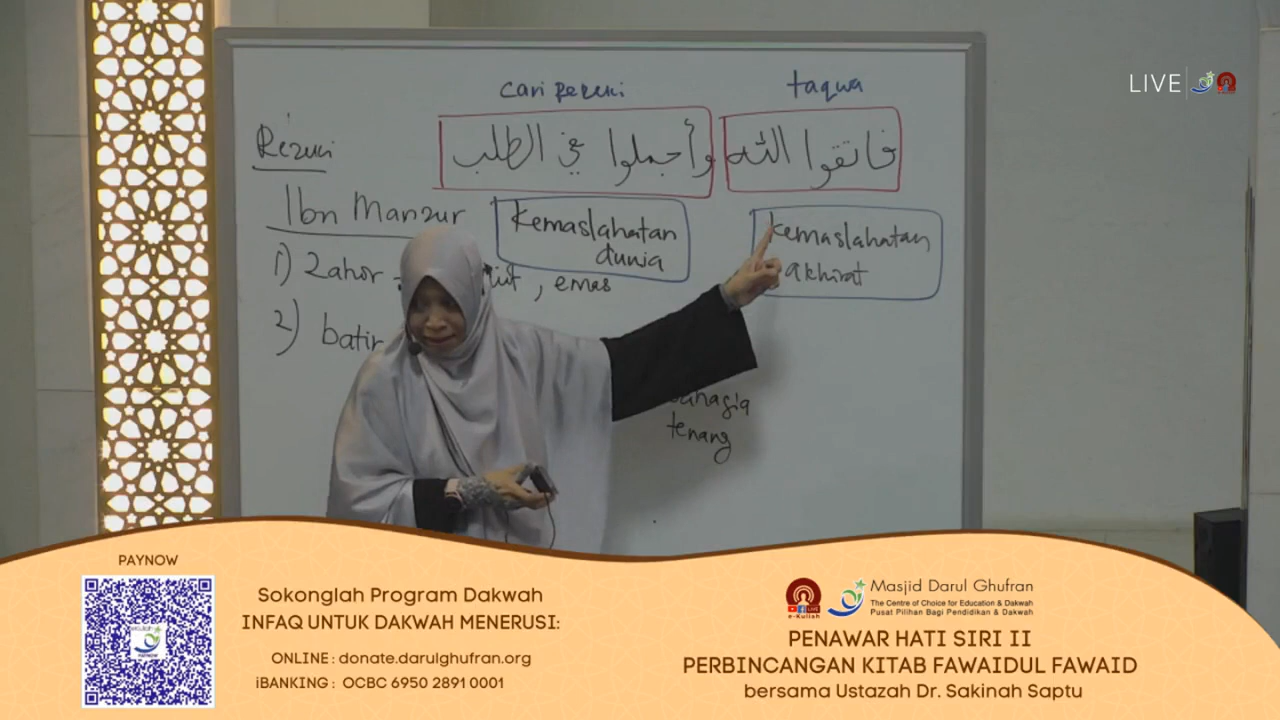 LIVE
cari rezeki
taqwa
Rezuki
فاتقوا الله وأجملوا في الطلب
Ibn Manzur
Kemaslahatan
dunia
Kemaslahatan
akhirat
1) Zahir
, emas
2) batin
bahagia
tenang
PAYNOW
Sokonglah Program Dakwah
INFAQ UNTUK DAKWAH MENERUSI:
ONLINE : donate.darulghufran.org
iBANKING : OCBC 6950 2891 0001
e-Kuliah
Masjid Darul Ghufran
The Centre of Choice for Education & Dakwah
Pusat Pilihan Bagi Pendidikan & Dakwah
PENAWAR HATI SIRI II
PERBINCANGAN KITAB FAWAIDUL FAWAID
bersama Ustazah Dr. Sakinah Saptu